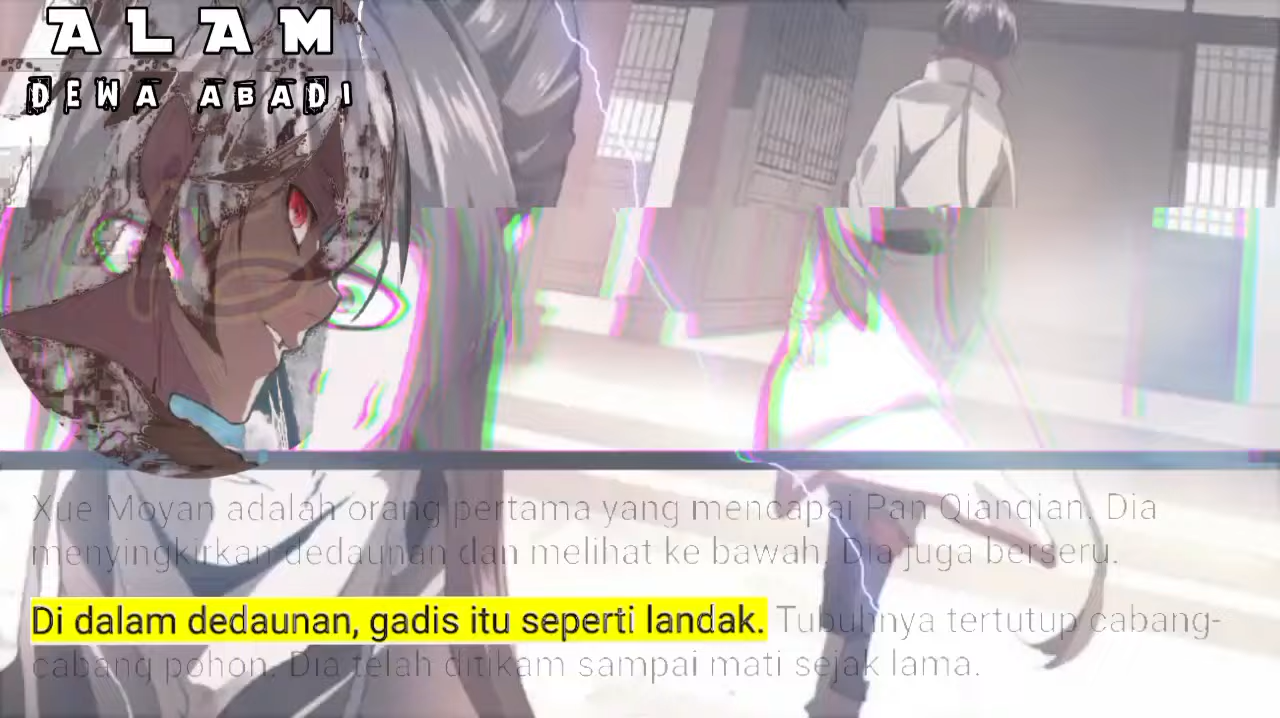 ALAM
DEWA ABADI
Xue Moyan adalah orang pertama yang mencapai Pan Qianqian. Dia
menyingkirkan dedaunan dan melihat ke bawah. Dia juga berseru.
Di dalam dedaunan, gadis itu seperti landak. Tubuhnya tertutup cabang-
cabang pohon. Dia telah ditikam sampai mati sejak lama.